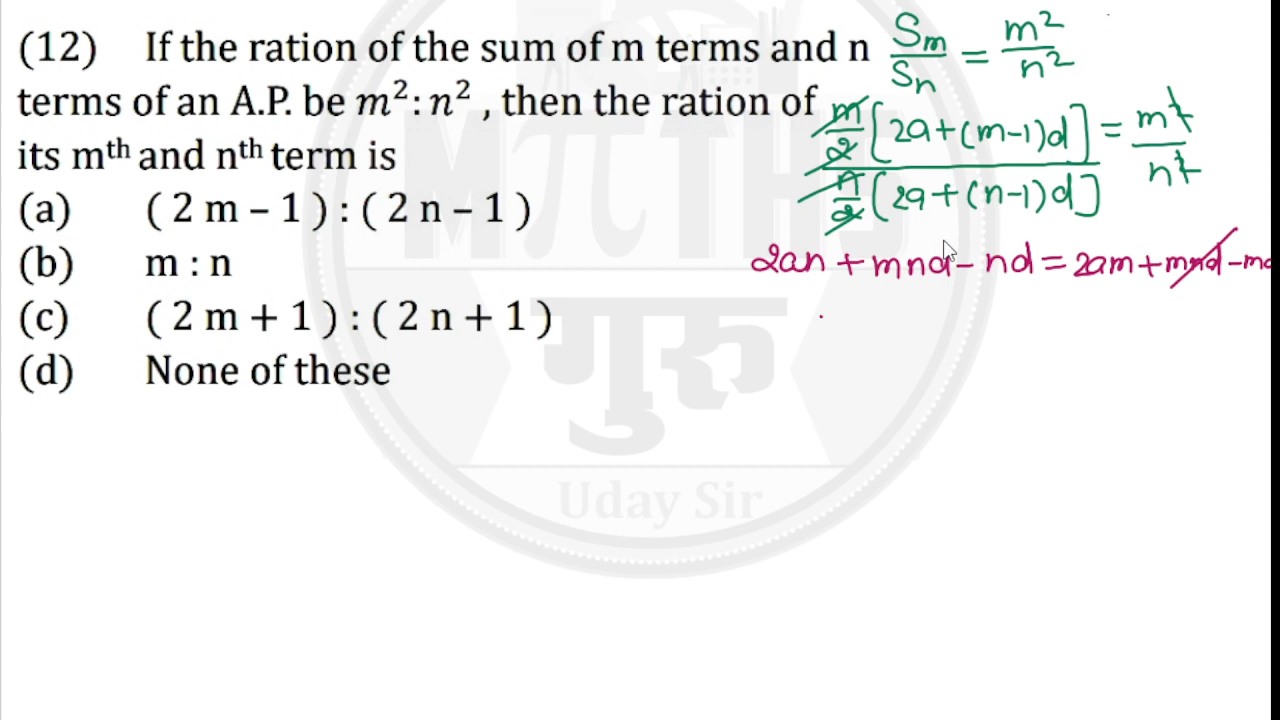 (12) If the ration of the sum of m terms and n
terms of an A.P. be m² : n² , then the ration of
its mᵗʰ and nᵗʰ term is
(a) ( 2 m – 1 ) : ( 2 n – 1 )
(b) m : n
(c) ( 2 m + 1 ) : ( 2 n + 1 )
(d) None of these
Sm/Sn = m²/n²
m/2 [2a + (m-1)d] / n/2 [2a + (n-1)d] = m²/n²
2an + mnd - nd = 2am + mnd - md
MATHS
गुरु
Uday Sir